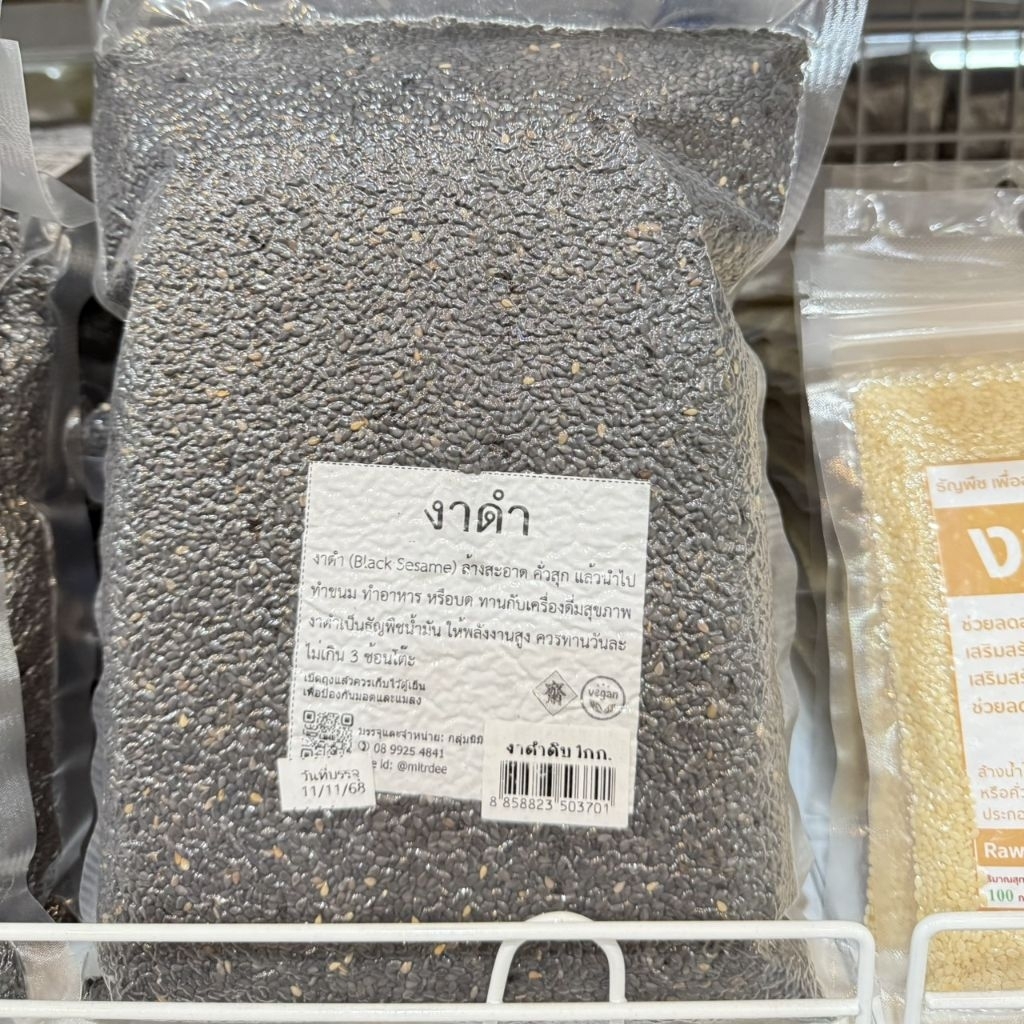 งาดำ
งาดำ (Black Sesame) ล้างสะอาด คั่วสุก แล้วนำไป
ทำขนม ทำอาหาร หรือบด ทานกับเครื่องดื่มสุขภาพ
งาดำเป็นธัญพืชน้ำมัน ให้พลังงานสูง ควรทานวันละ
ไม่เกิน 3 ช้อนโต๊ะ
เปิดถุงแล้วควรเก็บไว้ตู้เย็น
เพื่อป้องกันมอดและแมลง
vegan
บรรจุและจำหน่าย: กลุ่มมิ
08 9925 4841
e id: @mitrdee
วันที่บรรจุ
11/11/68
งาดำดิบ 1กก.
8 858823 503701
ธัญพืช เพื่อส
ง
ช่วยลด
เสริมสร้
เสริมสร้
ช่วยลด
ล้างน้ำ
หรือคั่ว
ประกอ
Raw
100 ก